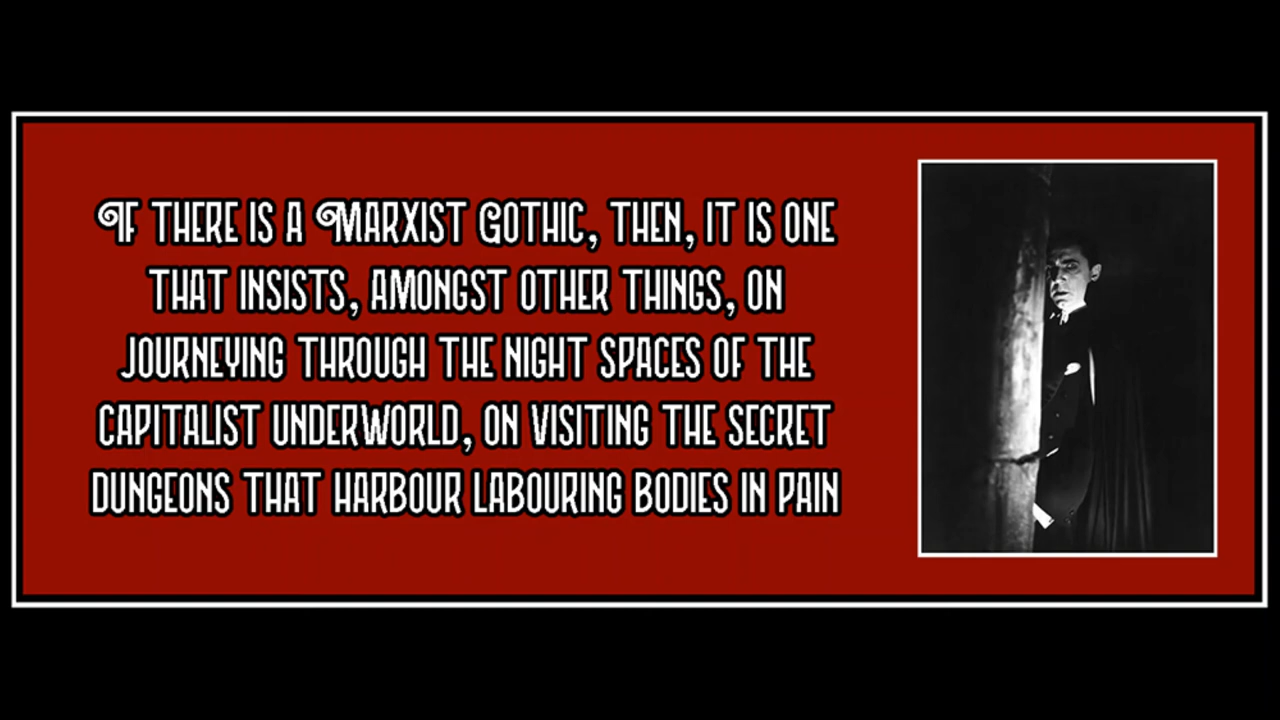 If there is a Marxist Gothic, then, it is one
that insists, amongst other things, on
journeying through the night spaces of the
capitalist underworld, on visiting the secret
dungeons that harbour labouring bodies in pain